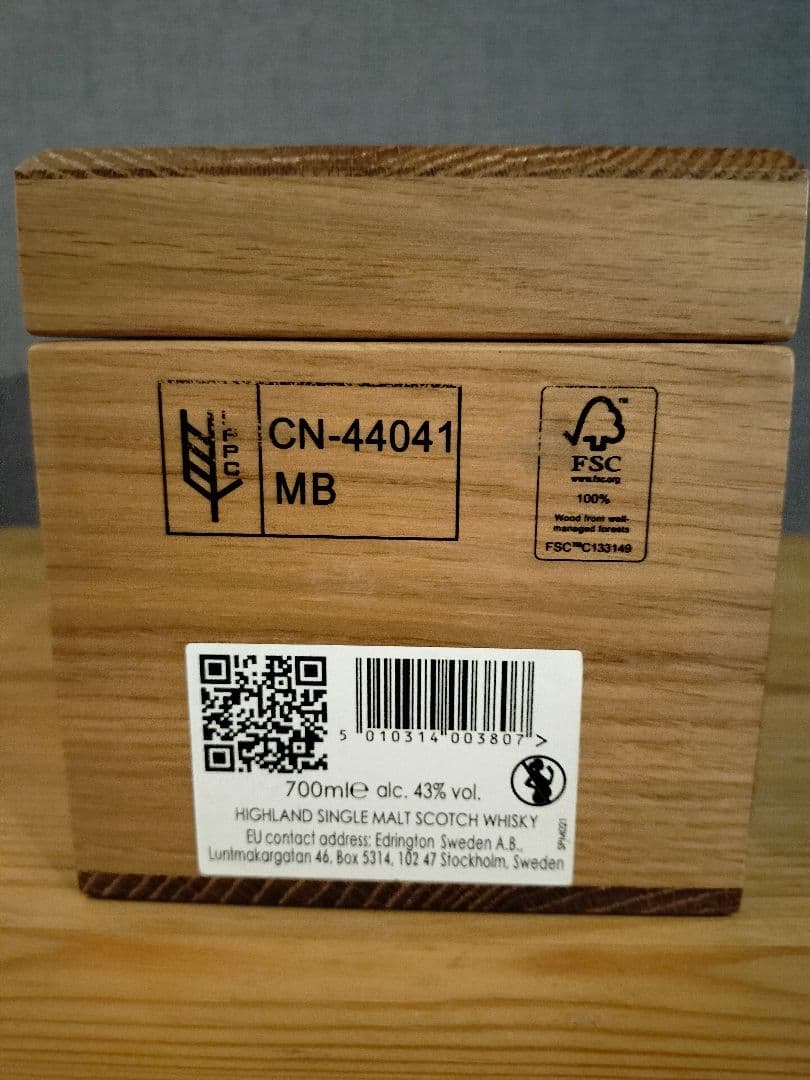 IPPC
CN-44041
MB
TM
FSC
www.fsc.org
100%
Wood from well-
managed forests
FSC™C133149
5 010314 003807 >
700ml℮ alc. 43% vol.
HIGHLAND SINGLE MALT SCOTCH WHISKY
EU contact address: Edrington Sweden A.B.,
Luntmakargatan 46, Box 5314, 102 47 Stockholm, Sweden